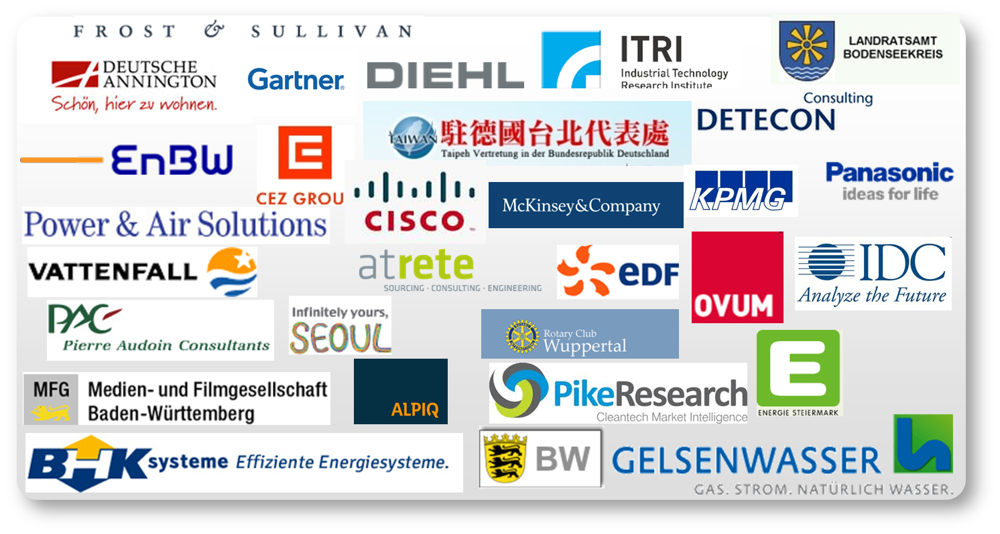 FROST & SULLIVAN
DEUTSCHE
ANNINGTON
Schön, hier zu wohnen.
Gartner®
DIEHL
ITRI
Industrial Technology
Research Institute
LANDRATSAMT
BODENSEEKREIS
Consulting
DETECON
TAIWAN
駐德國台北代表處
Taipeh Vertretung in der Bundesrepublik Deutschland
EnBW
CEZ GROU
CISCO™
McKinsey&Company
KPMG
Panasonic
ideas for life
Power & Air Solutions
VATTENFALL
atrete
SOURCING · CONSULTING · ENGINEERING
eDF
OVUM
IDC
Analyze the Future
PAC
Pierre Audoin Consultants
Infinitely yours,
SEOUL
Rotary Club
Wuppertal
MFG
Medien- und Filmgesellschaft
Baden-Württemberg
ALPIQ
PikeResearch
Cleantech Market Intelligence
E
ENERGIE STEIERMARK
BHKsysteme Effiziente Energiesysteme.
BW
GELSENWASSER
GAS. STROM. NATÜRLICH WASSER.